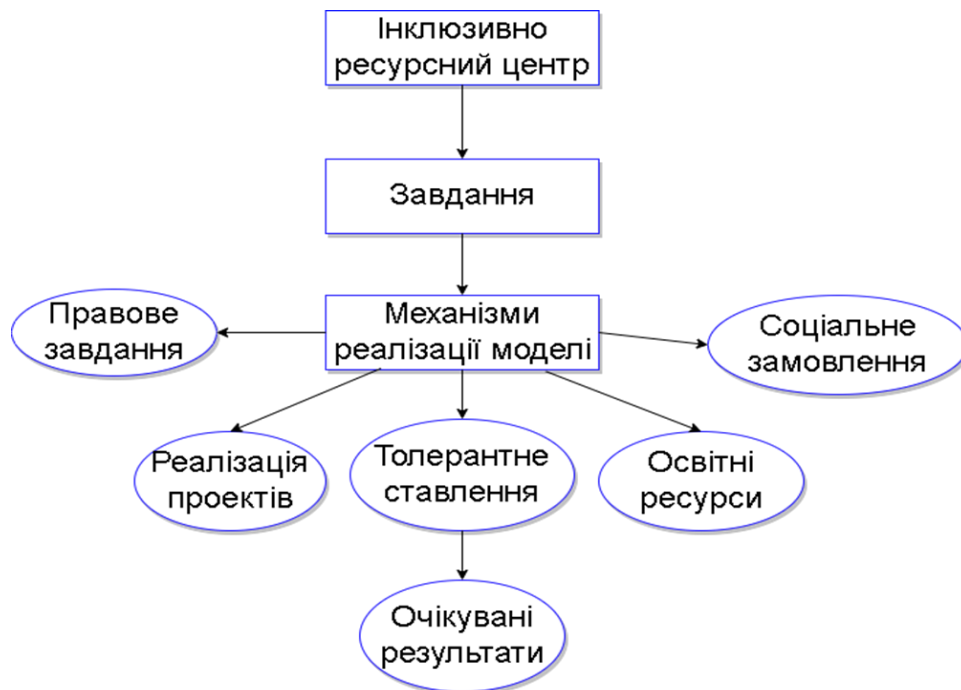 Інклюзивно
ресурсний центр
Завдання
Механізми
реалізації моделі
Правове
завдання
Соціальне
замовлення
Реалізація
проектів
Толерантне
ставлення
Освітні
ресурси
Очікувані
результати